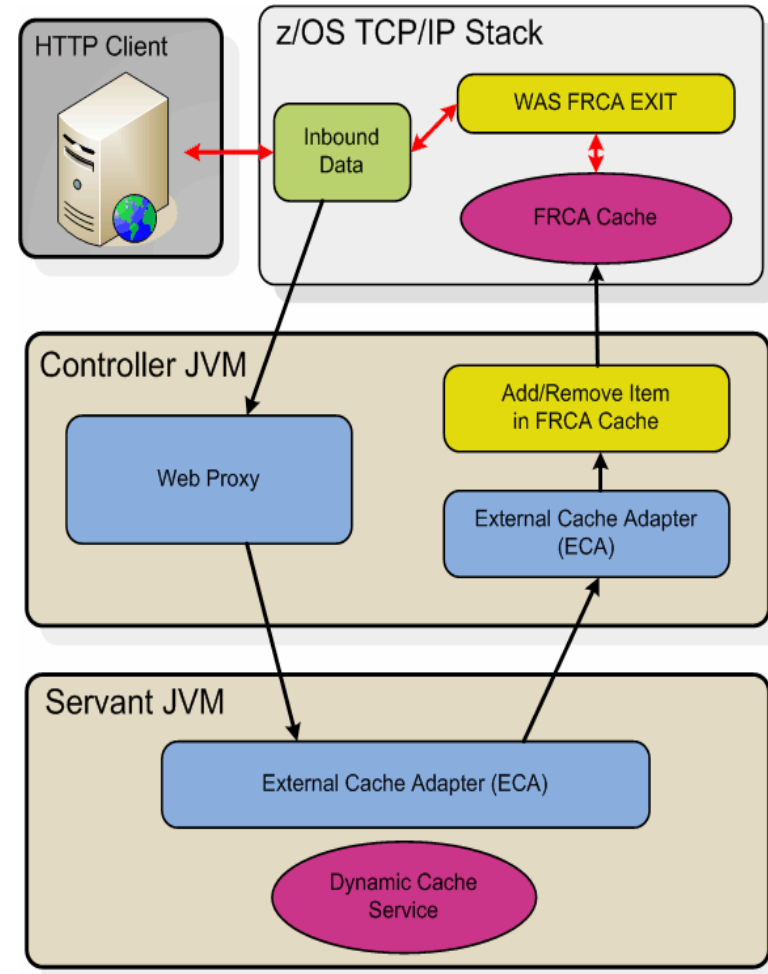 HTTP Client
z/OS TCP/IP Stack
Inbound
Data
WAS FRCA EXIT
FRCA Cache
Controller JVM
Web Proxy
Add/Remove Item
in FRCA Cache
External Cache Adapter
(ECA)
Servant JVM
External Cache Adapter (ECA)
Dynamic Cache
Service